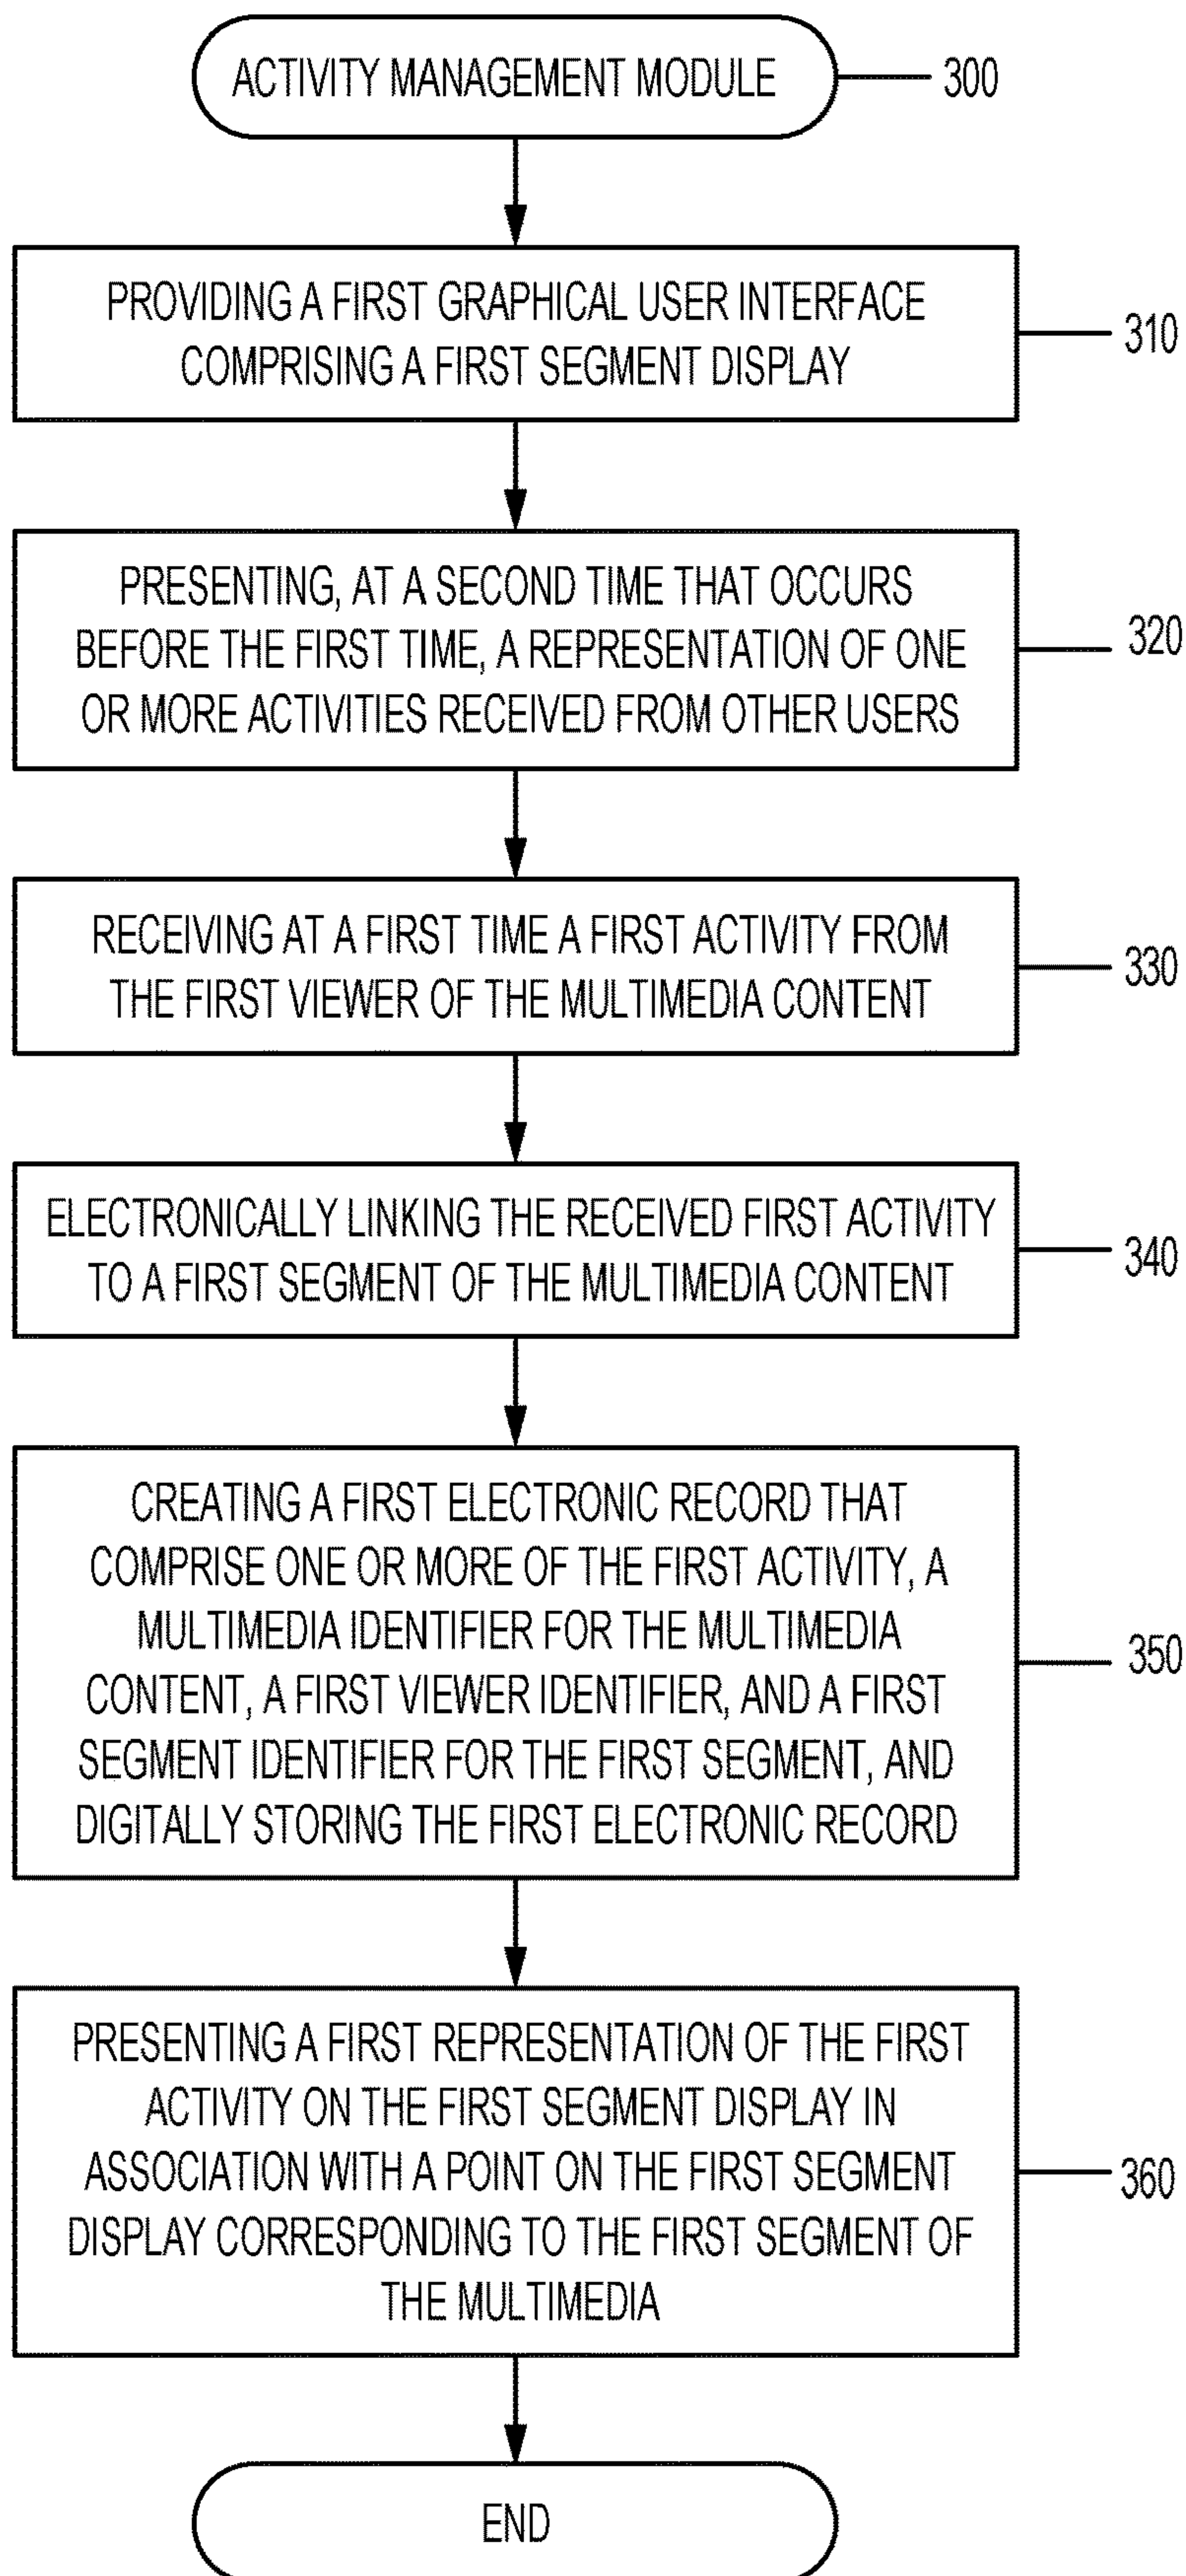 ACTIVITY MANAGEMENT MODULE
300
PROVIDING A FIRST GRAPHICAL USER INTERFACE
COMPRISING A FIRST SEGMENT DISPLAY
310
PRESENTING, AT A SECOND TIME THAT OCCURS
BEFORE THE FIRST TIME, A REPRESENTATION OF ONE
OR MORE ACTIVITIES RECEIVED FROM OTHER USERS
320
RECEIVING AT A FIRST TIME A FIRST ACTIVITY FROM
THE FIRST VIEWER OF THE MULTIMEDIA CONTENT
330
ELECTRONICALLY LINKING THE RECEIVED FIRST ACTIVITY
TO A FIRST SEGMENT OF THE MULTIMEDIA CONTENT
340
CREATING A FIRST ELECTRONIC RECORD THAT
COMPRISE ONE OR MORE OF THE FIRST ACTIVITY, A
MULTIMEDIA IDENTIFIER FOR THE MULTIMEDIA
CONTENT, A FIRST VIEWER IDENTIFIER, AND A FIRST
SEGMENT IDENTIFIER FOR THE FIRST SEGMENT, AND
DIGITALLY STORING THE FIRST ELECTRONIC RECORD
350
PRESENTING A FIRST REPRESENTATION OF THE FIRST
ACTIVITY ON THE FIRST SEGMENT DISPLAY IN
ASSOCIATION WITH A POINT ON THE FIRST SEGMENT
DISPLAY CORRESPONDING TO THE FIRST SEGMENT OF
THE MULTIMEDIA
360
END